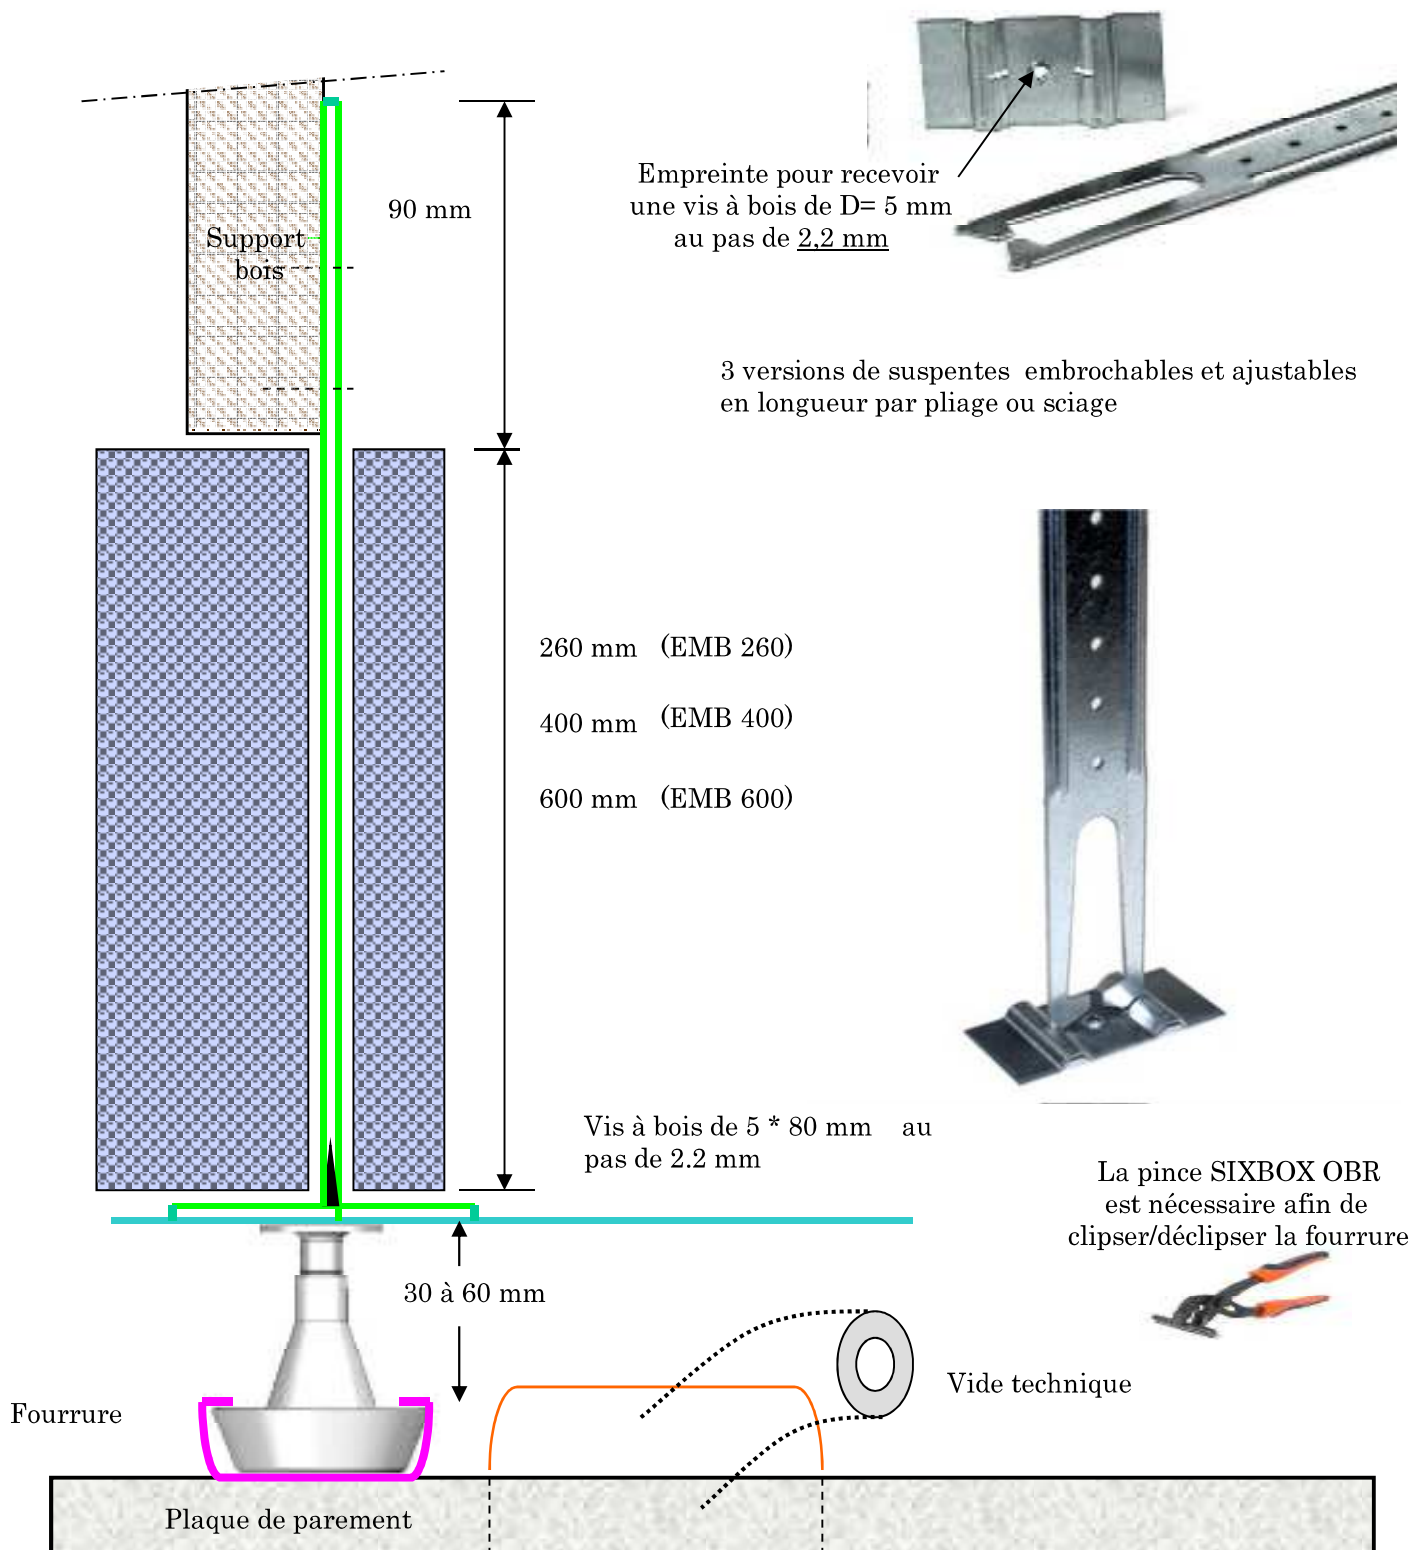 Empreinte pour recevoir
une vis à bois de D= 5 mm
au pas de 2,2 mm
90 mm
Support
bois
3 versions de suspentes embrochables et ajustables
en longueur par pliage ou sciage
260 mm (EMB 260)
400 mm (EMB 400)
600 mm (EMB 600)
Vis à bois de 5 * 80 mm au
pas de 2.2 mm
La pince SIXBOX OBR
est nécessaire afin de
clipser/déclipser la fourrure
30 à 60 mm
Vide technique
Fourrure
Plaque de parement